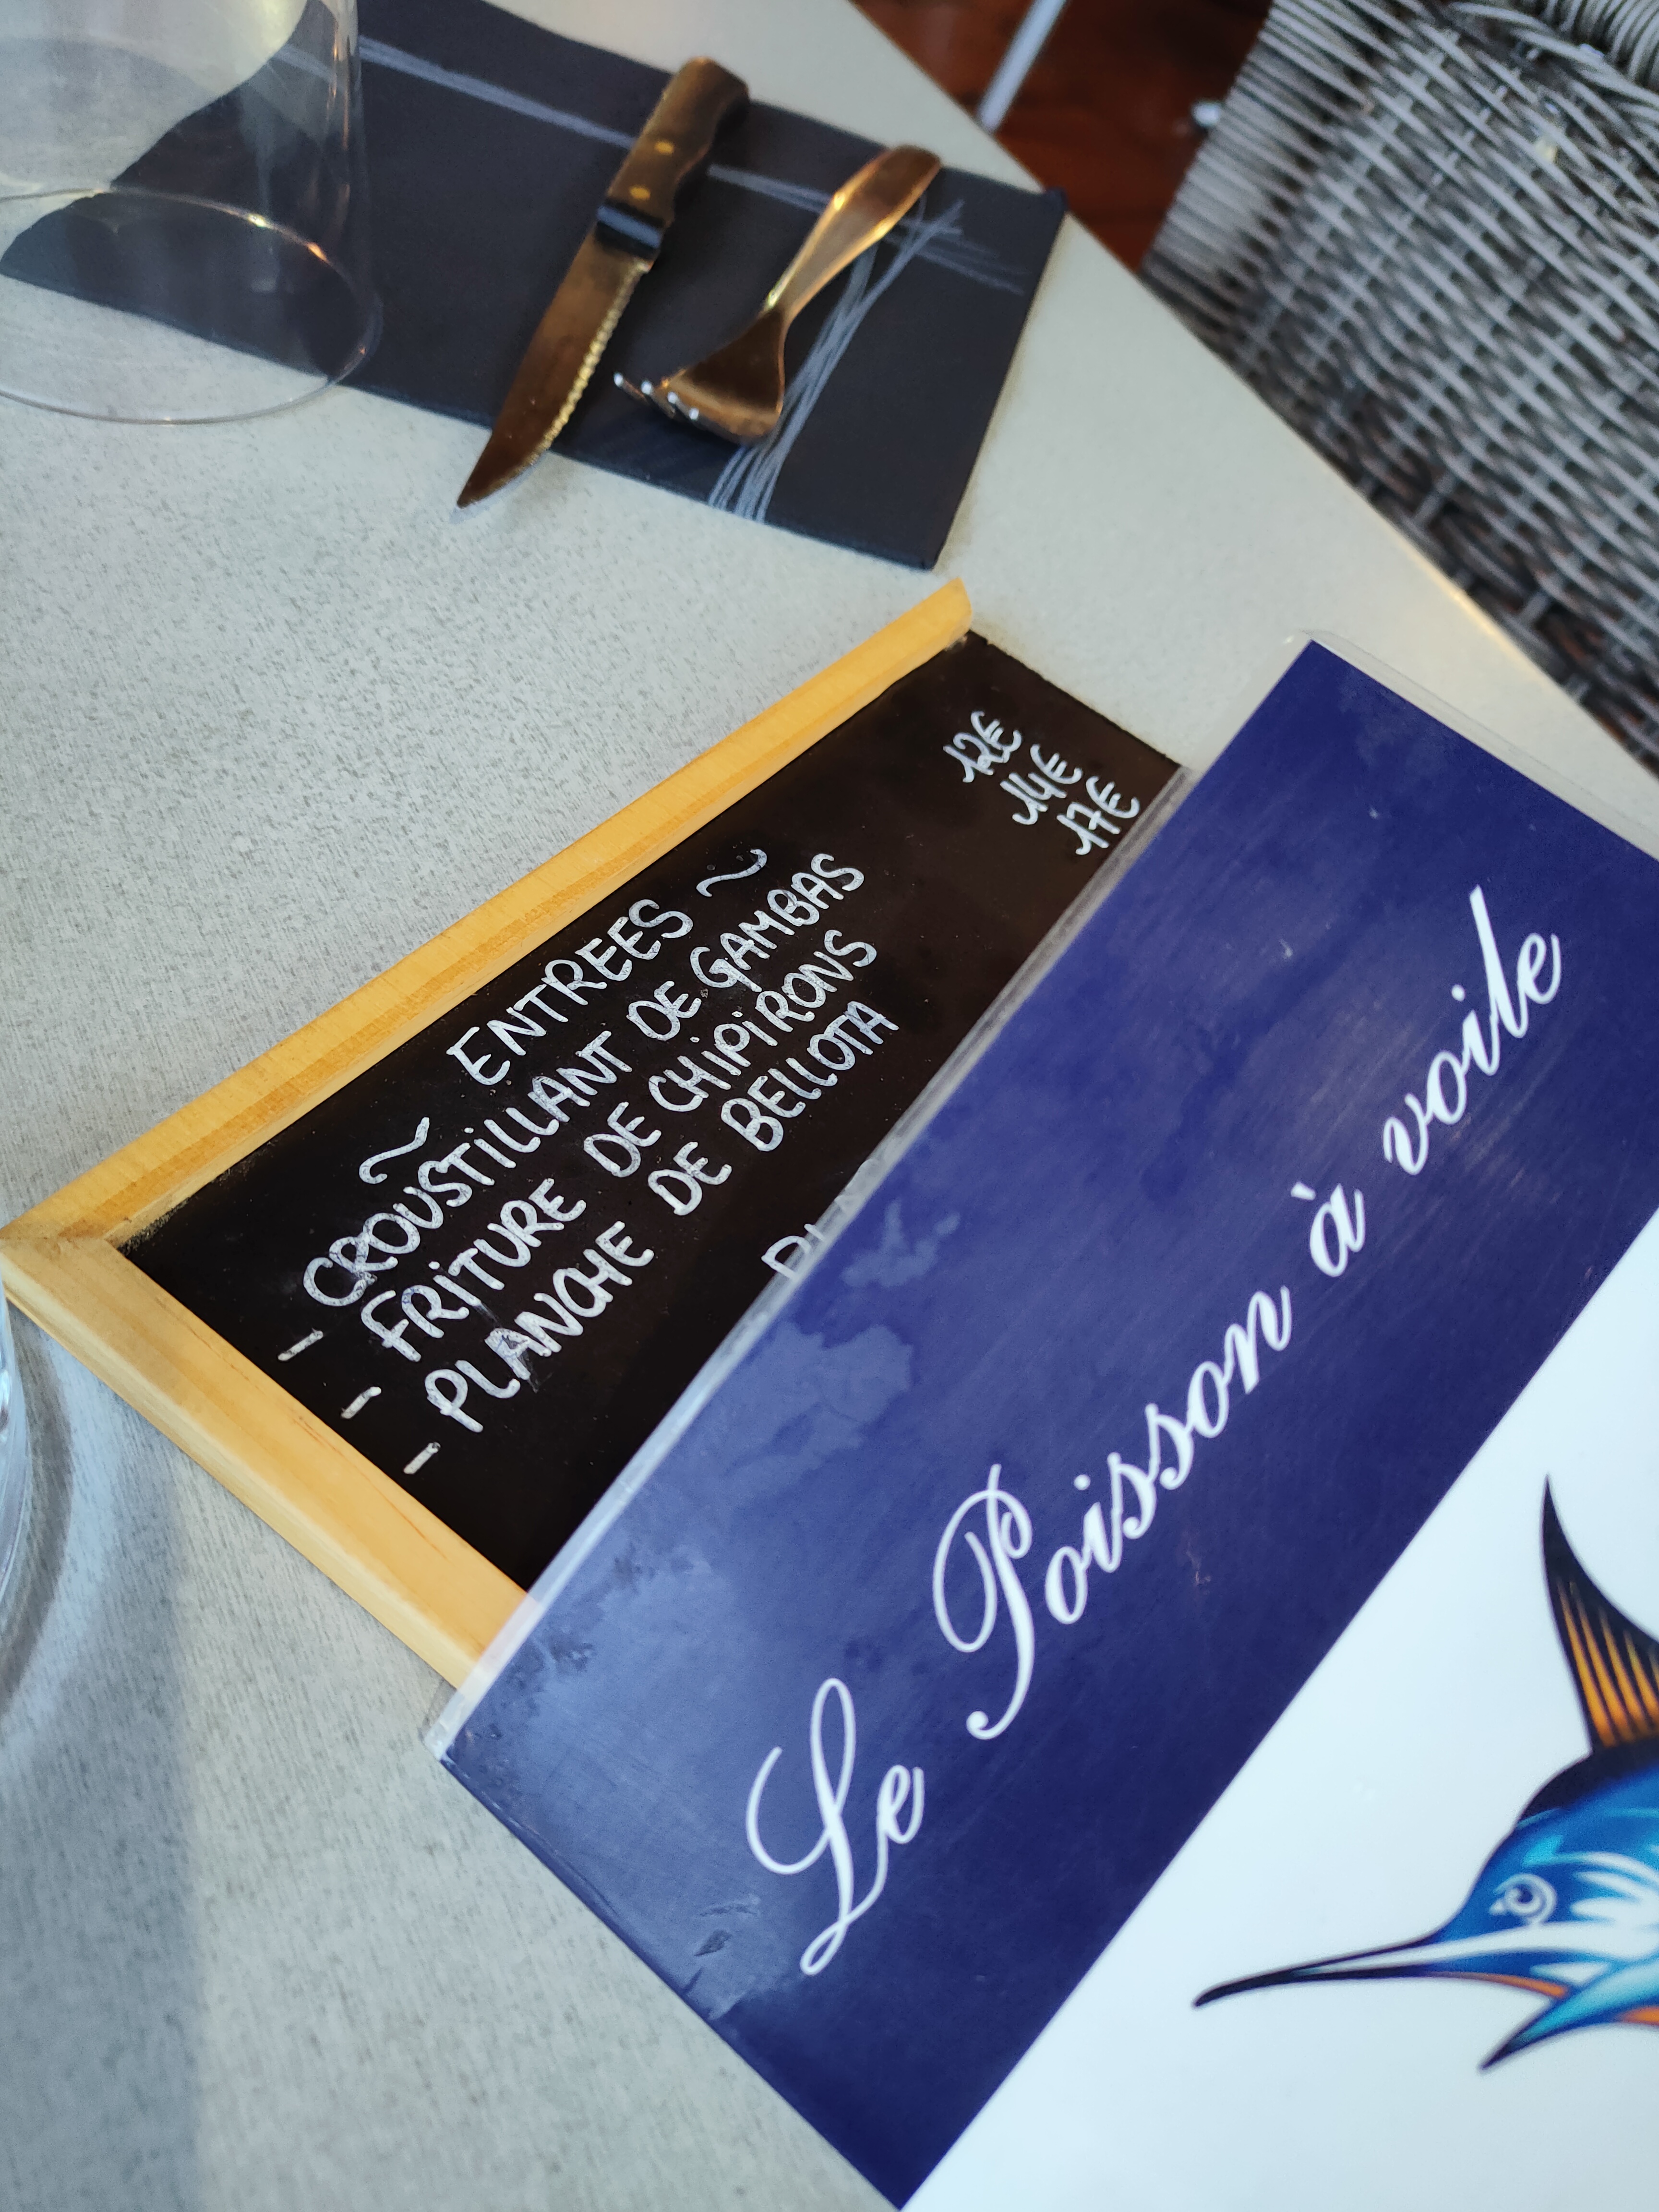 ~ ENTREES ~
- CROUSTILLANT DE GAMBAS 12€
- FRITURE DE CHIPIRONS 14€
- PLANCHE DE BELLOTA 17€
Le Poisson à voile